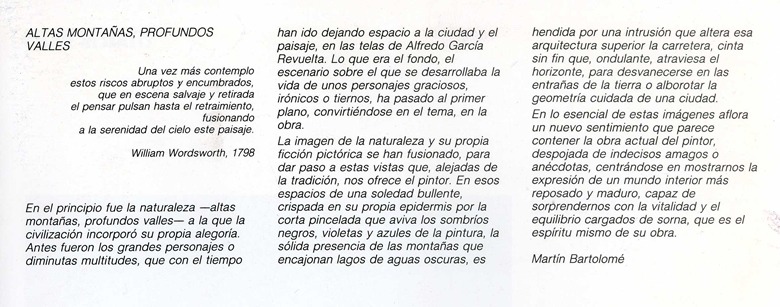 ALTAS MONTAÑAS, PROFUNDOS
VALLES
Una vez más contemplo
estos riscos abruptos y encumbrados,
que en escena salvaje y retirada
el pensar pulsan hasta el retraimiento,
fusionando
a la serenidad del cielo este paisaje.
William Wordsworth, 1798
En el principio fue la naturaleza —altas
montañas, profundos valles— a la que la
civilización incorporó su propia alegoría.
Antes fueron los grandes personajes o
diminutas multitudes, que con el tiempo
han ido dejando espacio a la ciudad y el
paisaje, en las telas de Alfredo García
Revuelta. Lo que era el fondo, el
escenario sobre el que se desarrollaba la
vida de unos personajes graciosos,
irónicos o tiernos, ha pasado al primer
plano, convirtiéndose en el tema, en la
obra.
La imagen de la naturaleza y su propia
ficción pictórica se han fusionado, para
dar paso a estas vistas que, alejadas de
la tradición, nos ofrece el pintor. En esos
espacios de una soledad bullente,
crispada en su propia epidermis por la
corta pincelada que aviva los sombríos
negros, violetas y azules de la pintura, la
sólida presencia de las montañas que
encajonan lagos de aguas oscuras, es
hendida por una intrusión que altera esa
arquitectura superior la carretera, cinta
sin fin que, ondulante, atraviesa el
horizonte, para desvanecerse en las
entrañas de la tierra o alborotar la
geometría cuidada de una ciudad.
En lo esencial de estas imágenes aflora
un nuevo sentimiento que parece
contener la obra actual del pintor,
despojada de indecisos amagos o
anécdotas, centrándose en mostrarnos la
expresión de un mundo interior más
reposado y maduro, capaz de
sorprendernos con la vitalidad y el
equilibrio cargados de sorna, que es el
espíritu mismo de su obra.
Martín Bartolomé